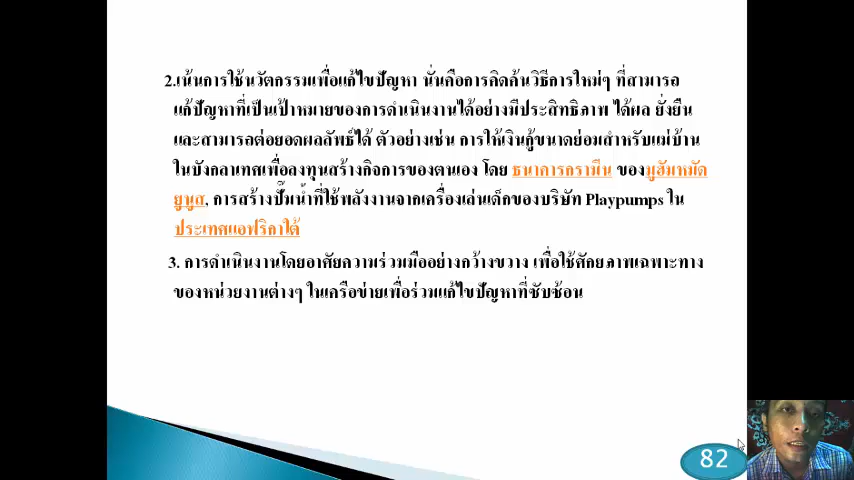 2.เน้นการใช้นวัตกรรมเพื่อแก้ไขปัญหา นั่นคือการคิดค้นวิธีการใหม่ๆ ที่สามารถ
แก้ปัญหาที่เป็นเป้าหมายของการดำเนินงานได้อย่างมีประสิทธิภาพ ได้ผล ยั่งยืน
และสามารถต่อยอดผลลัพธ์ได้ ตัวอย่างเช่น การให้เงินกู้ขนาดย่อมสำหรับแม่บ้าน
ในบังกลาเทศเพื่อลงทุนสร้างกิจการของตนเอง โดย ธนาคารกรามีน ของมูฮัมหมัด
ยูนูส, การสร้างปั๊มน้ำที่ใช้พลังงานจากเครื่องเล่นเด็กของบริษัท Playpumps ใน
ประเทศแอฟริกาใต้
3. การดำเนินงานโดยอาศัยความร่วมมืออย่างกว้างขวาง เพื่อใช้ศักยภาพเฉพาะทาง
ของหน่วยงานต่างๆ ในเครือข่ายเพื่อร่วมแก้ไขปัญหาที่ซับซ้อน
82